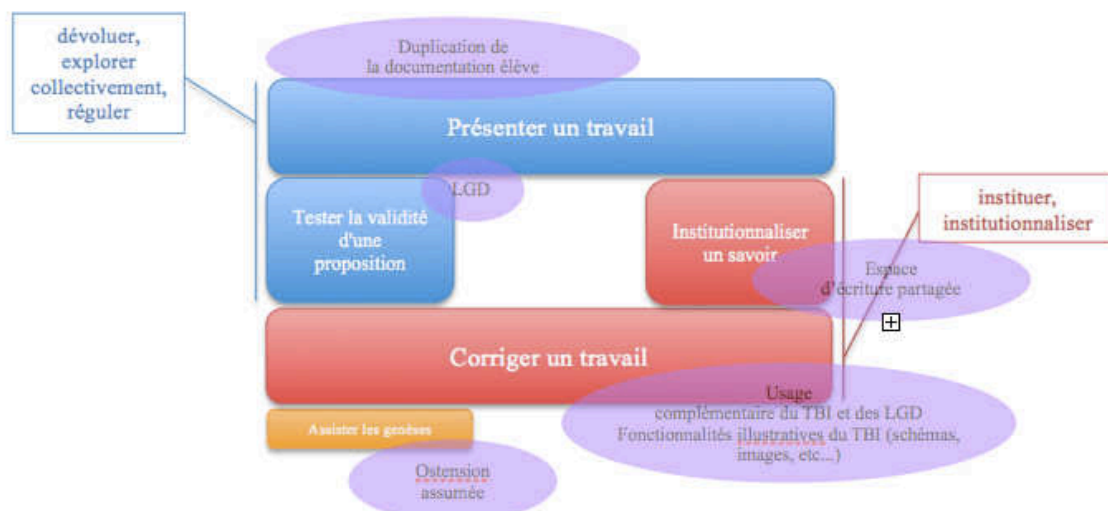 dévoluer,
explorer
collectivement,
réguler
Duplication de
la documentation élève
Présenter un travail
LGD
Tester la validité
d'une
proposition
Institutionnaliser
un savoir
instituer,
institutionnaliser
Espace
d'écriture partagée
Corriger un travail
Usage
complémentaire du TBI et des LGD
Fonctionnalités illustratives du TBI (schémas,
images, etc...)
Assister les genèses
Ostension
assumée